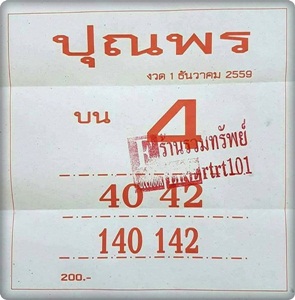 ปุณพร
งวด 1 ธันวาคม 2559
บน 4
ร้านรวมทรัพย์
rtrt101
40 42
140 142
200.-